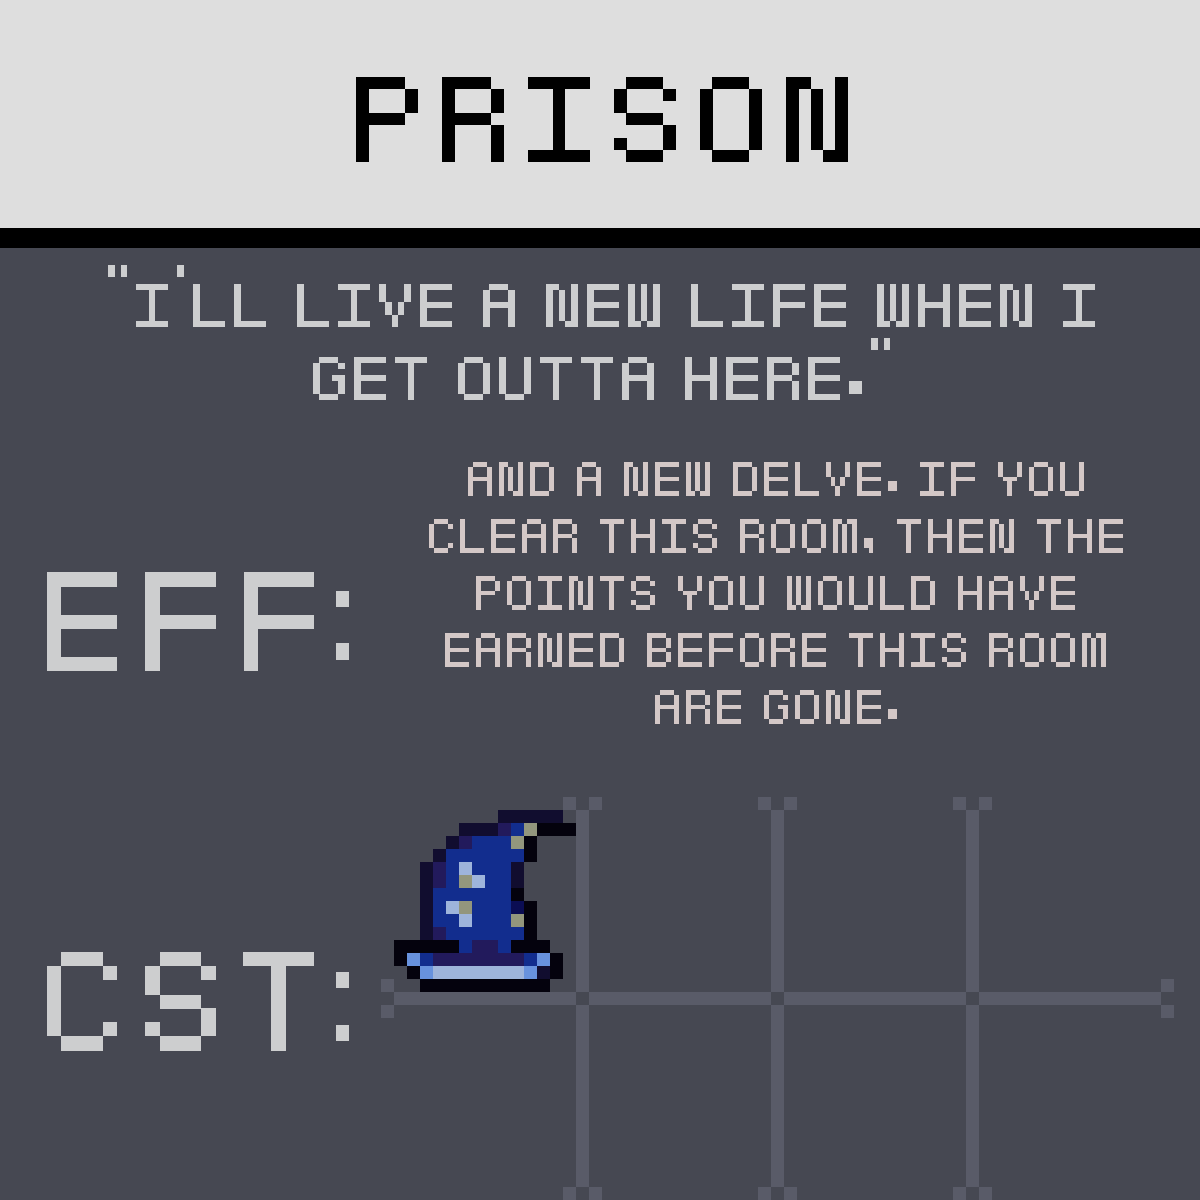 PRISON
"I'LL LIVE A NEW LIFE WHEN I
GET OUTTA HERE."
EFF:
AND A NEW DELVE. IF YOU
CLEAR THIS ROOM, THEN THE
POINTS YOU WOULD HAVE
EARNED BEFORE THIS ROOM
ARE GONE.
CST: